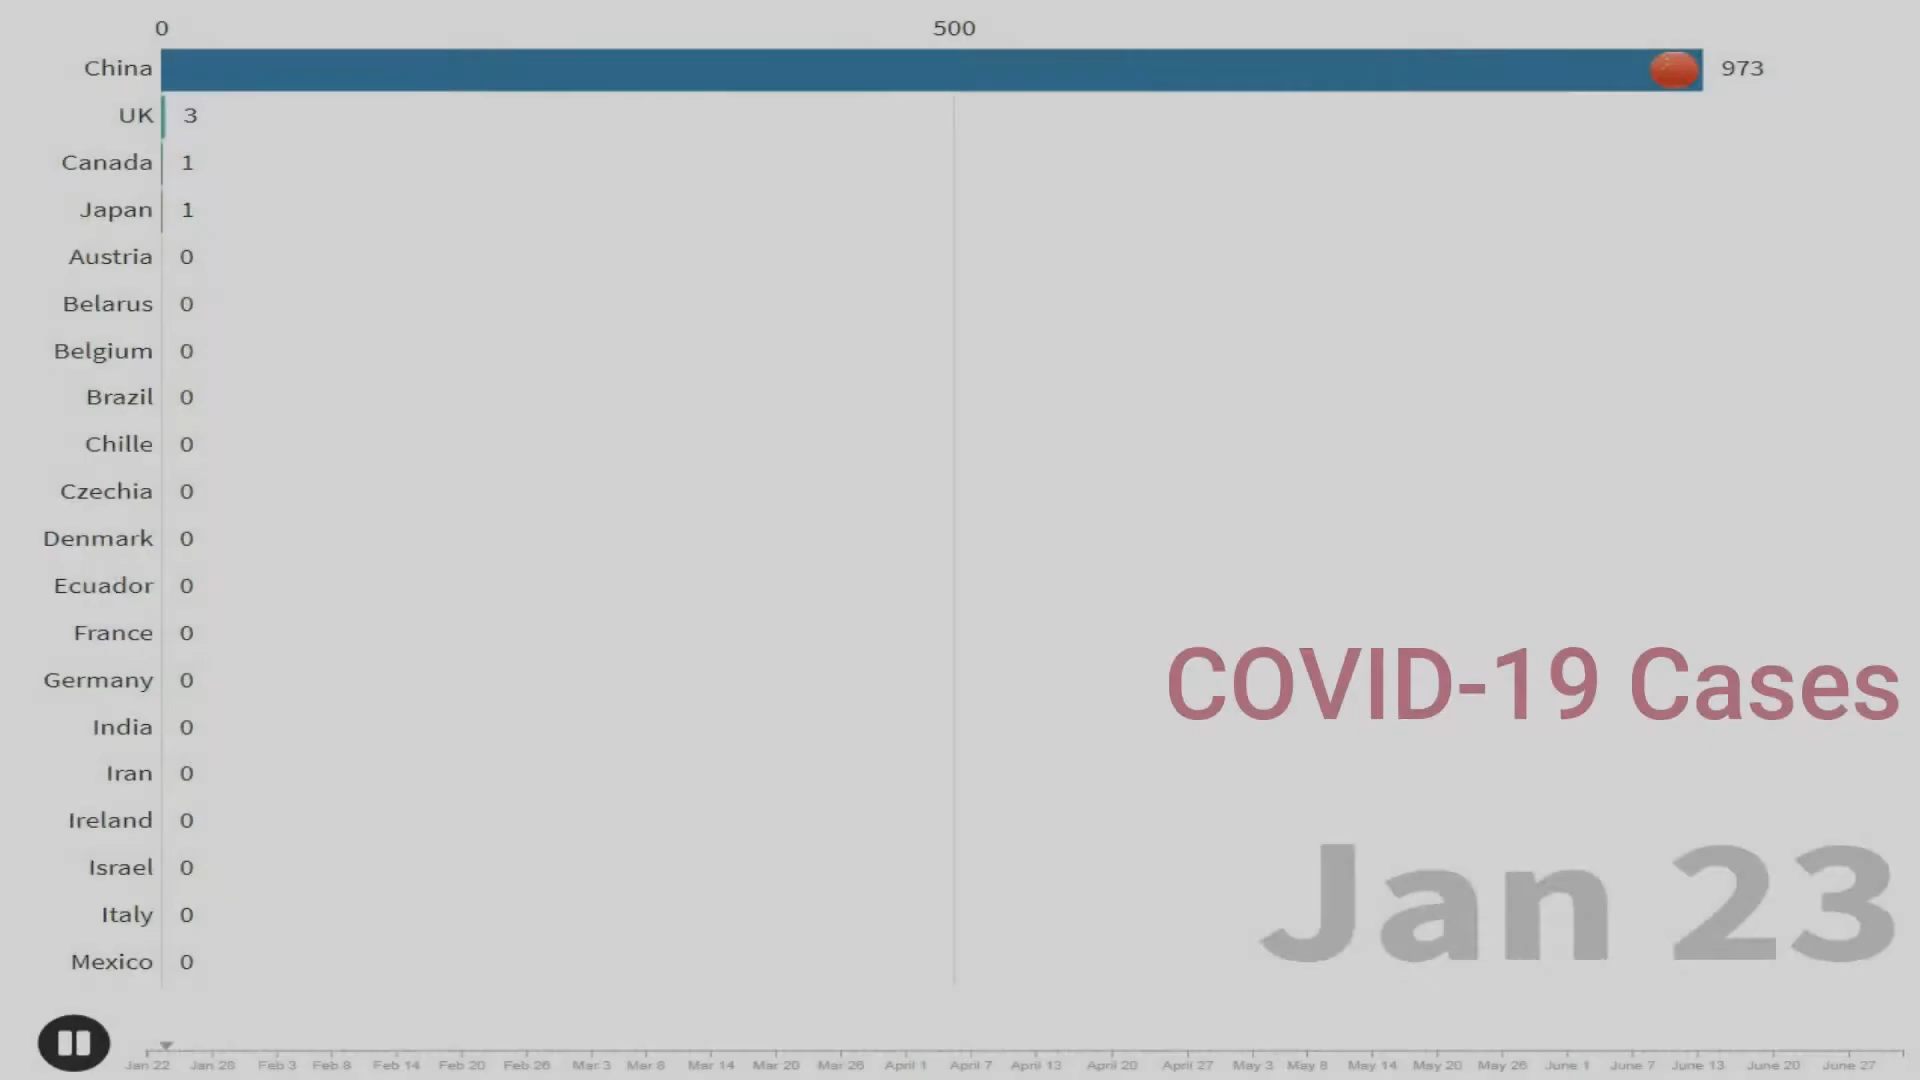 0 500
China 973
UK 3
Canada 1
Japan 1
Austria 0
Belarus 0
Belgium 0
Brazil 0
Chille 0
Czechia 0
Denmark 0
Ecuador 0
France 0
Germany 0
India 0
Iran 0
Ireland 0
Israel 0
Italy 0
Mexico 0
COVID-19 Cases
Jan 23
Jan 22 Jan 28 Feb 3 Feb 8 Feb 14 Feb 20 Feb 26 Mar 3 Mar 8 Mar 14 Mar 20 Mar 26 April 1 April 7 April 13 April 20 April 27 May 3 May 8 May 14 May 20 May 26 June 1 June 7 June 13 June 20 June 27